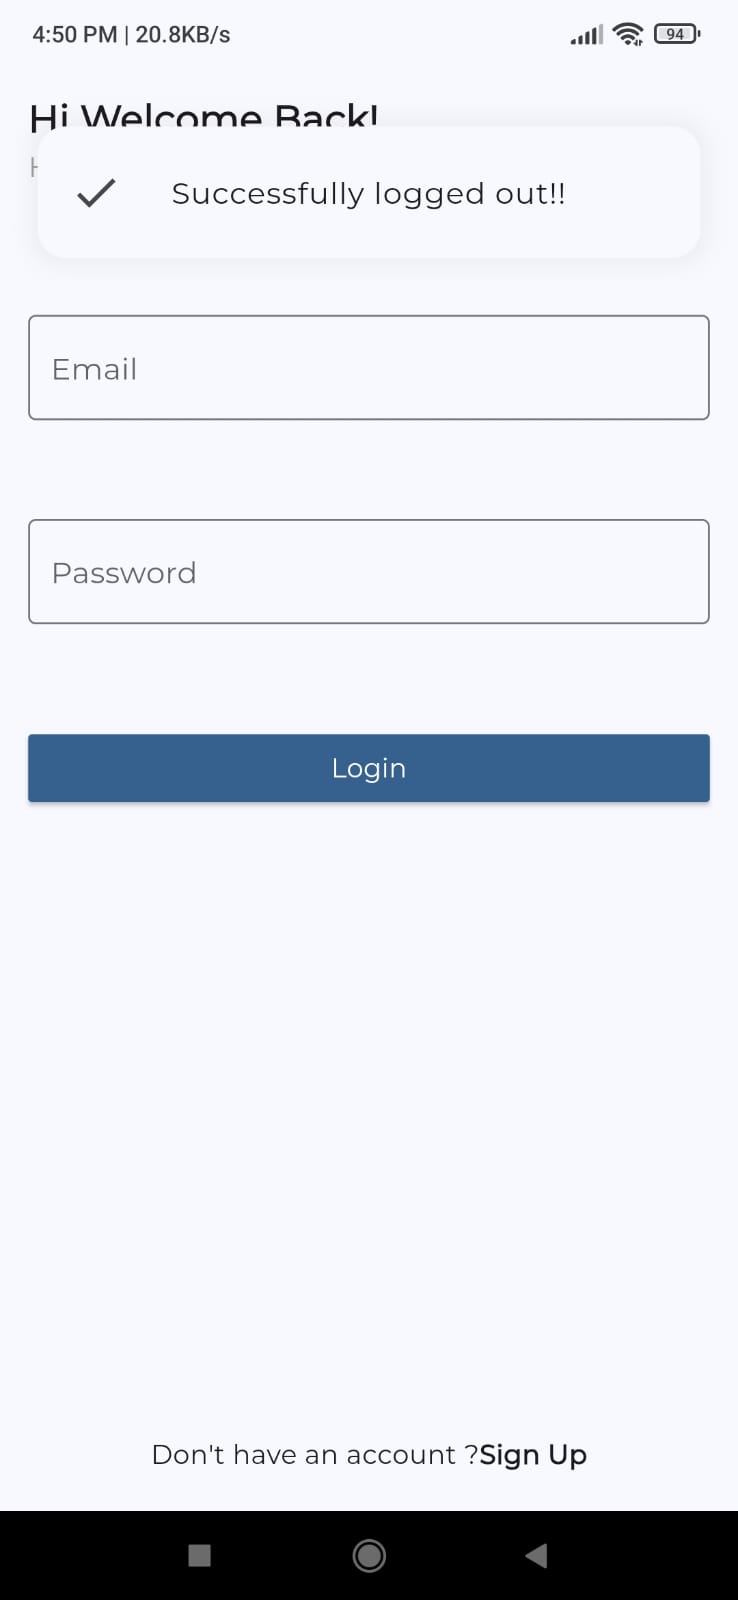 4:50 PM | 20.8KB/s
94
Hi Welcome Back!
Successfully logged out!!
Email
Password
Login
Don't have an account ?Sign Up